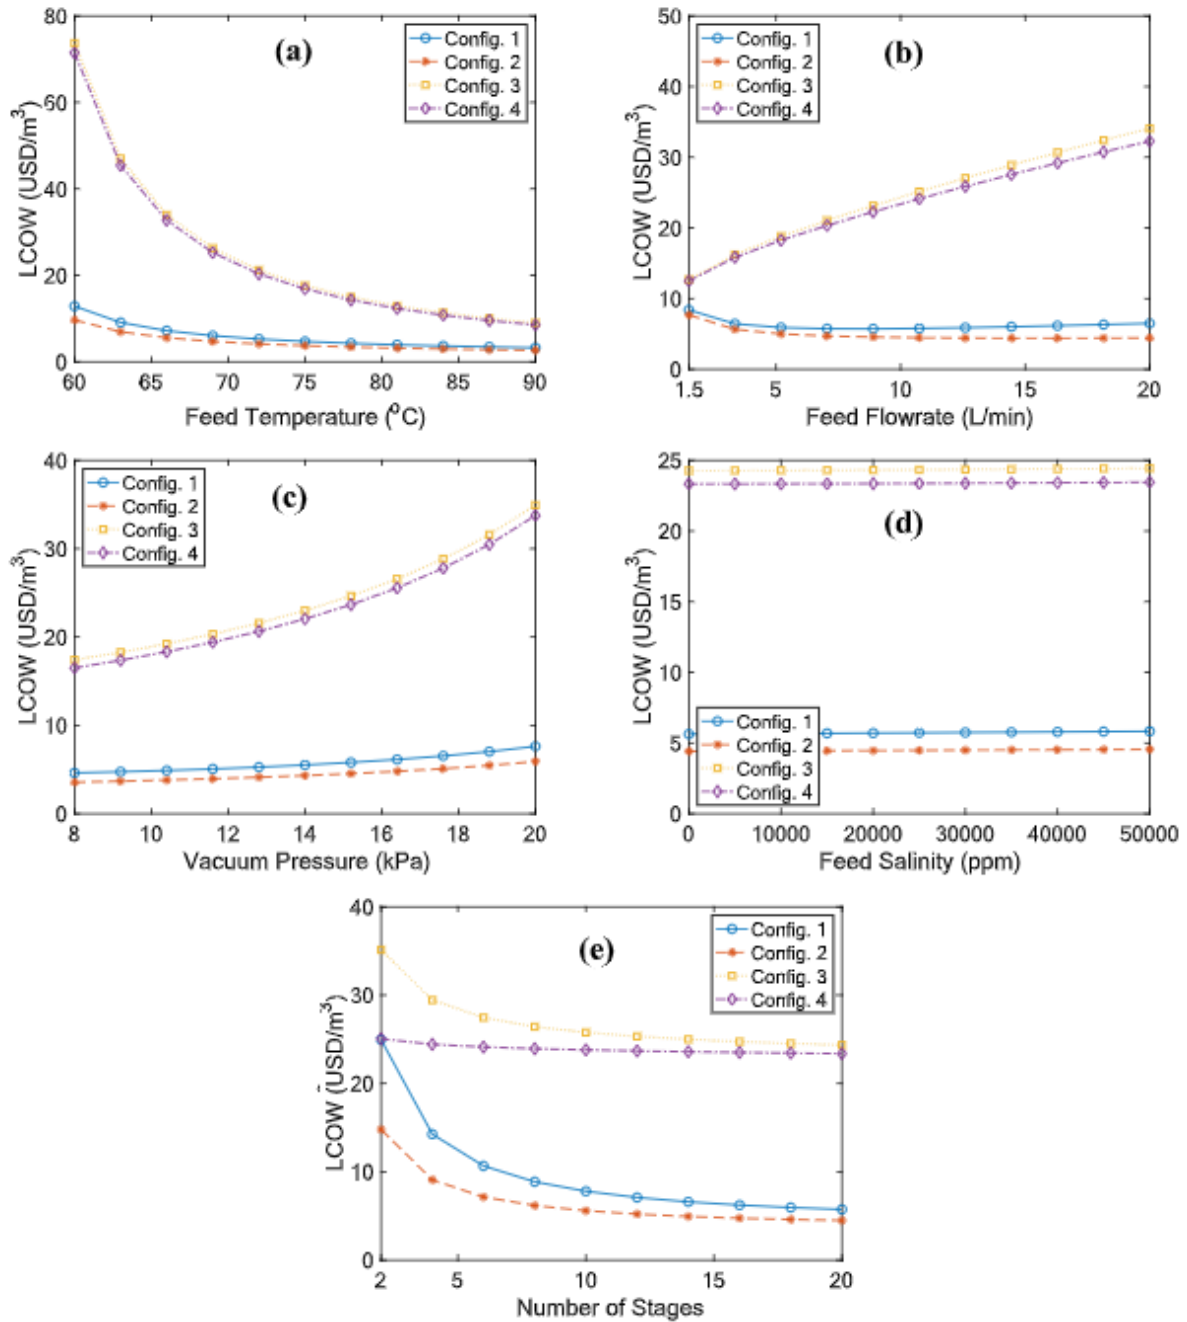 (a)
Config. 1
Config. 2
Config. 3
Config. 4
LCOW (USD/m³)
80
60
40
20
0
60 65 70 75 80 85 90
Feed Temperature (⁰C)
(b)
Config. 1
Config. 2
Config. 3
Config. 4
LCOW (USD/m³)
50
40
30
20
10
0
1.5 5 10 15 20
Feed Flowrate (L/min)
(c)
Config. 1
Config. 2
Config. 3
Config. 4
LCOW (USD/m³)
40
30
20
10
0
8 10 12 14 16 18 20
Vacuum Pressure (kPa)
(d)
Config. 1
Config. 2
Config. 3
Config. 4
LCOW (USD/m³)
25
20
15
10
5
0
0 10000 20000 30000 40000 50000
Feed Salinity (ppm)
(e)
Config. 1
Config. 2
Config. 3
Config. 4
LCOW (USD/m³)
40
30
20
10
0
2 5 10 15 20
Number of Stages